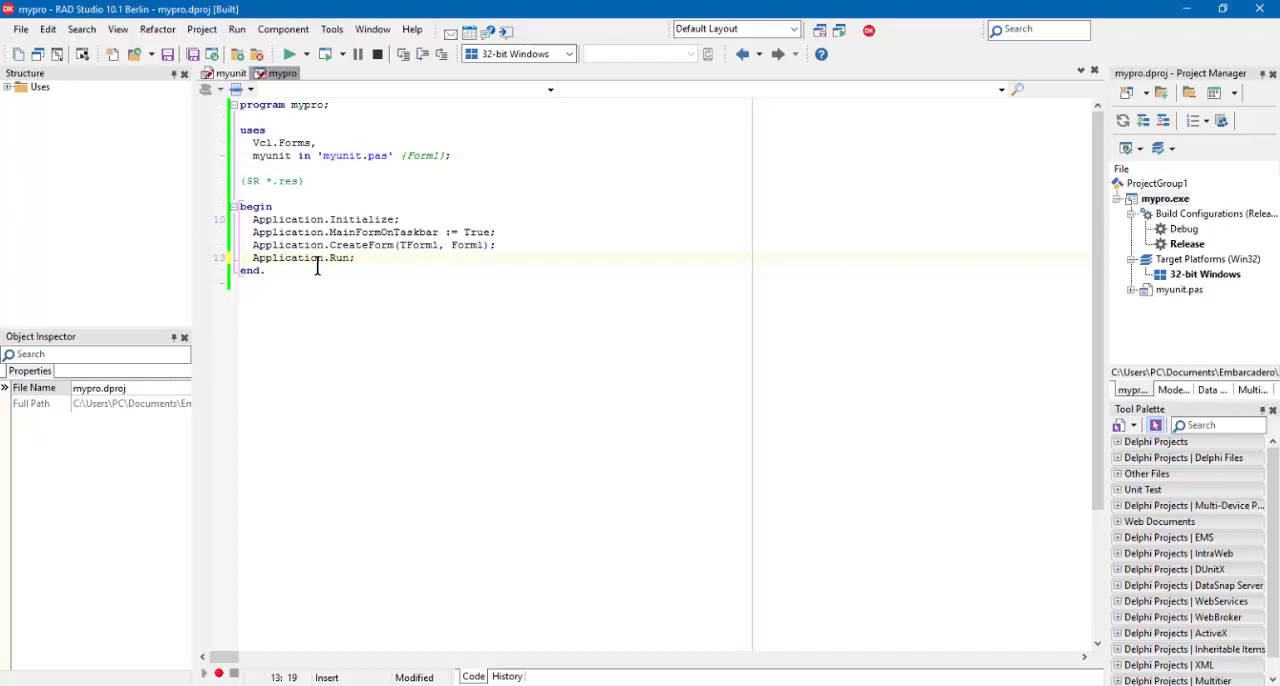 mypro - RAD Studio 10.1 Berlin - mypro.dproj [Built]
File Edit Search View Refactor Project Run Component Tools Window Help
Default Layout
Search
32-bit Windows
Structure
Uses
myunit mypro
program mypro;
uses
Vcl.Forms,
myunit in 'myunit.pas' {Form1};
{$R *.res}
begin
10 Application.Initialize;
Application.MainFormOnTaskbar := True;
Application.CreateForm(TForm1, Form1);
13 Application.Run;
end.
Object Inspector
Search
Properties
File Name mypro.dproj
Full Path C:\Users\PC\Documents\Em
13: 19 Insert Modified Code History
mypro.dproj - Project Manager
File
ProjectGroup1
mypro.exe
Build Configurations (Relea...
Debug
Release
Target Platforms (Win32)
32-bit Windows
myunit.pas
C:\Users\PC\Documents\Embarcadero\
mypr... Mode... Data ... Multi...
Tool Palette
Search
Delphi Projects
Delphi Projects | Delphi Files
Other Files
Unit Test
Delphi Projects | Multi-Device P...
Web Documents
Delphi Projects | EMS
Delphi Projects | IntraWeb
Delphi Projects | DUnitX
Delphi Projects | DataSnap Server
Delphi Projects | WebServices
Delphi Projects | WebBroker
Delphi Projects | ActiveX
Delphi Projects | Inheritable Items
Delphi Projects | XML
Delphi Projects | Multitier